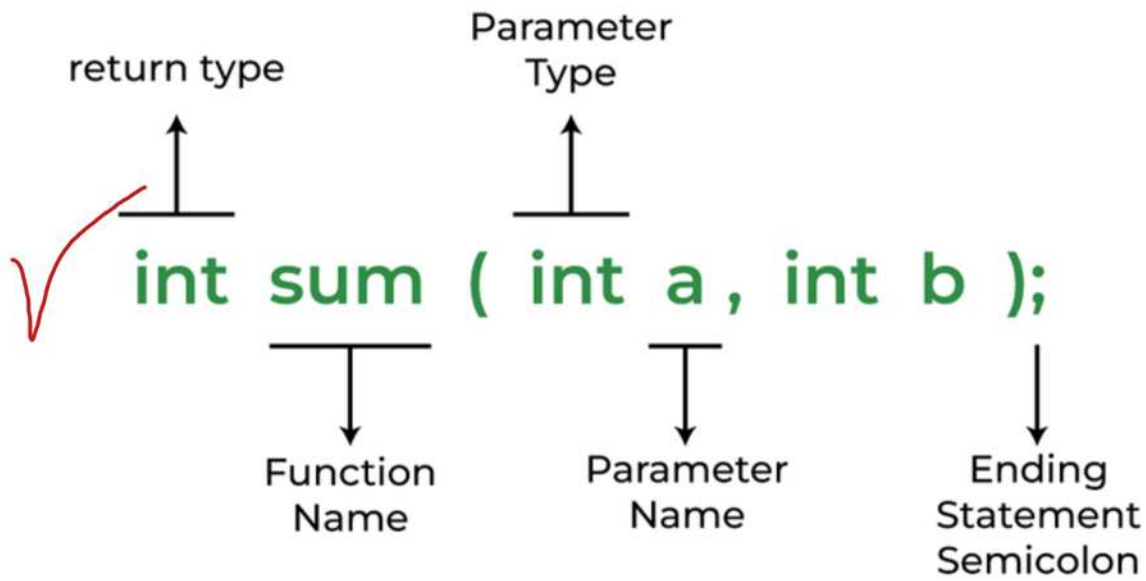 return type
Parameter
Type
int sum ( int a , int b );
Function
Name
Parameter
Name
Ending
Statement
Semicolon